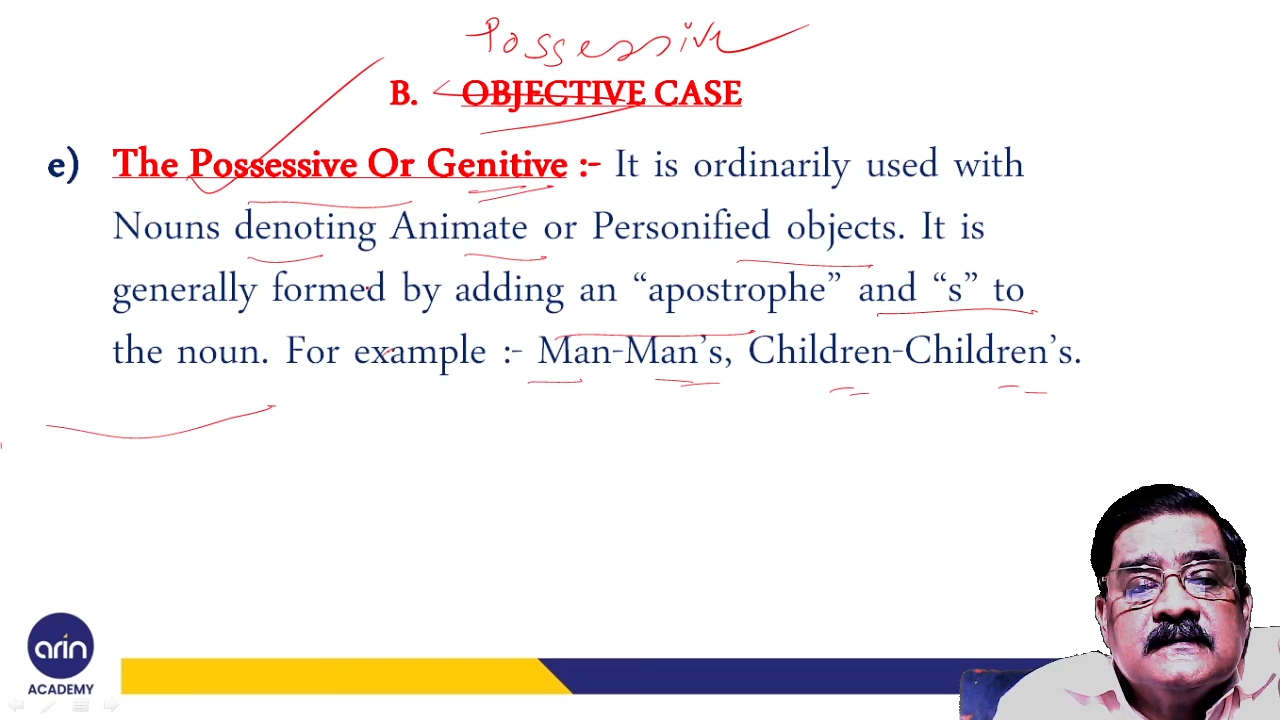 Possessive
B. OBJECTIVE CASE
e) The Possessive Or Genitive :- It is ordinarily used with
Nouns denoting Animate or Personified objects. It is
generally formed by adding an “apostrophe” and “s” to
the noun. For example :- Man-Man’s, Children-Children’s.
arin
ACADEMY